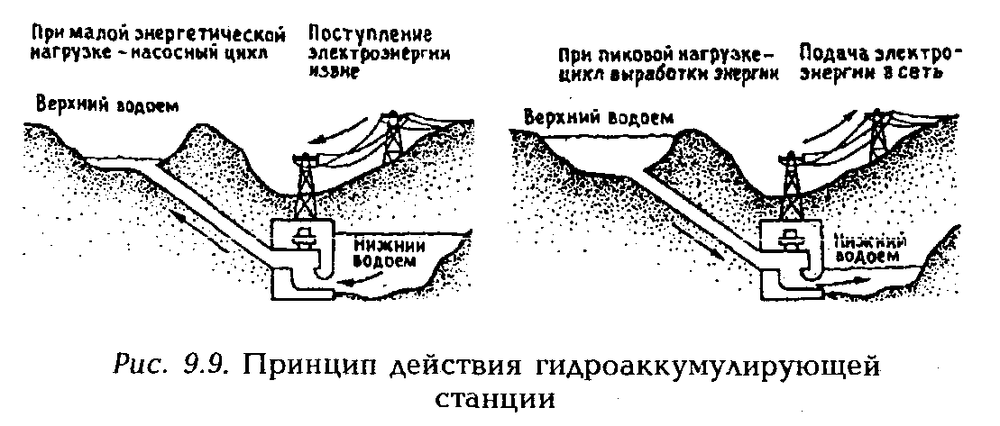 При малой энергетической
нагрузке – насосный цикл
Поступление
электроэнергии
извне
Верхний водоем
Нижний
водоем
При пиковой нагрузке-
цикл выработки энергии
Подача электро-
энергии в сеть
Верхний водоем
Нижний
водоем
Рис. 9.9. Принцип действия гидроаккумулирующей
станции